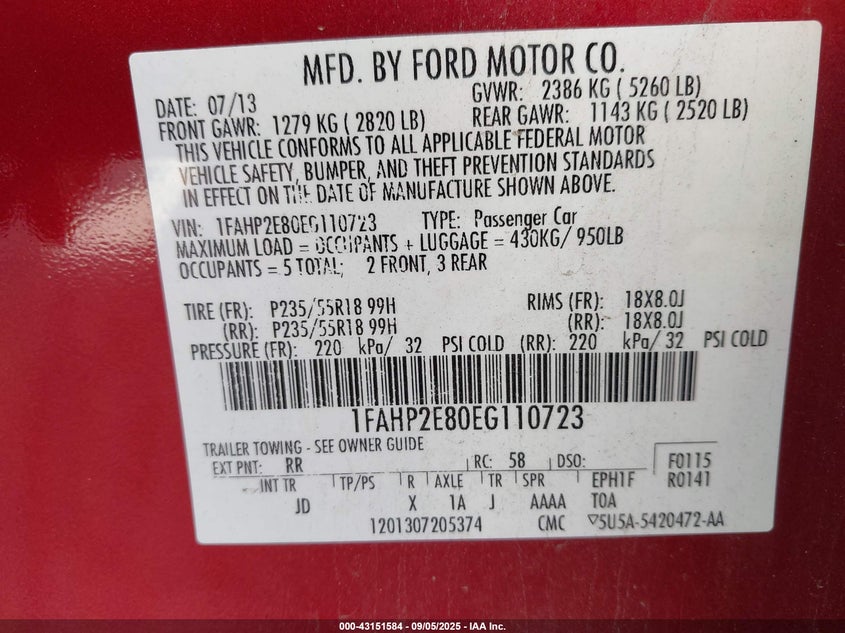 MFD. BY FORD MOTOR CO.
DATE: 07/13 GVWR: 2386 KG ( 5260 LB)
FRONT GAWR: 1279 KG ( 2820 LB) REAR GAWR: 1143 KG ( 2520 LB)
THIS VEHICLE CONFORMS TO ALL APPLICABLE FEDERAL MOTOR
VEHICLE SAFETY, BUMPER, AND THEFT PREVENTION STANDARDS
IN EFFECT ON THE DATE OF MANUFACTURE SHOWN ABOVE.
VIN: 1FAHP2E80EG110723 TYPE: Passenger Car
MAXIMUM LOAD = OCCUPANTS + LUGGAGE = 430KG/ 950LB
OCCUPANTS = 5 TOTAL; 2 FRONT, 3 REAR
TIRE (FR): P235/55R18 99H RIMS (FR): 18X8.0J
(RR): P235/55R18 99H (RR): 18X8.0J
PRESSURE (FR): 220 kPa/ 32 PSI COLD (RR): 220 kPa/ 32 PSI COLD
1FAHP2E80EG110723
TRAILER TOWING - SEE OWNER GUIDE
EXT PNT: RR RC: 58 DSO: F0115
INT TR TP/PS R AXLE TR SPR EPH1F R0141
JD X 1A J AAAA T0A
1201307205374 CMC ▽5U5A-5420472-AA
000-43151584 - 09/05/2025 - IAA Inc.